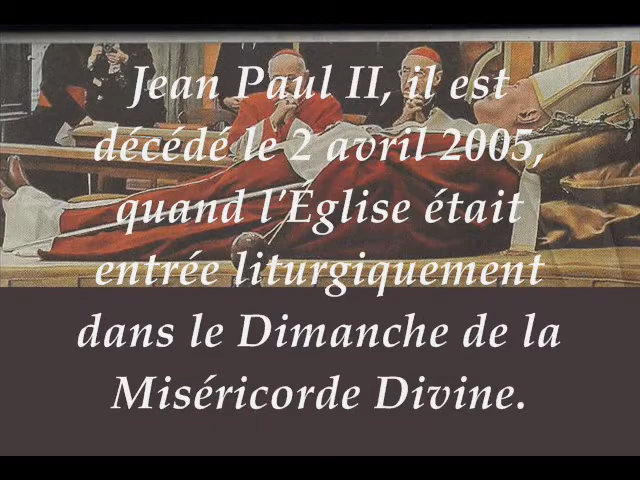 Jean Paul II, il est
décédé le 2 avril 2005,
quand l'Église était
entrée liturgiquement
dans le Dimanche de la
Miséricorde Divine.